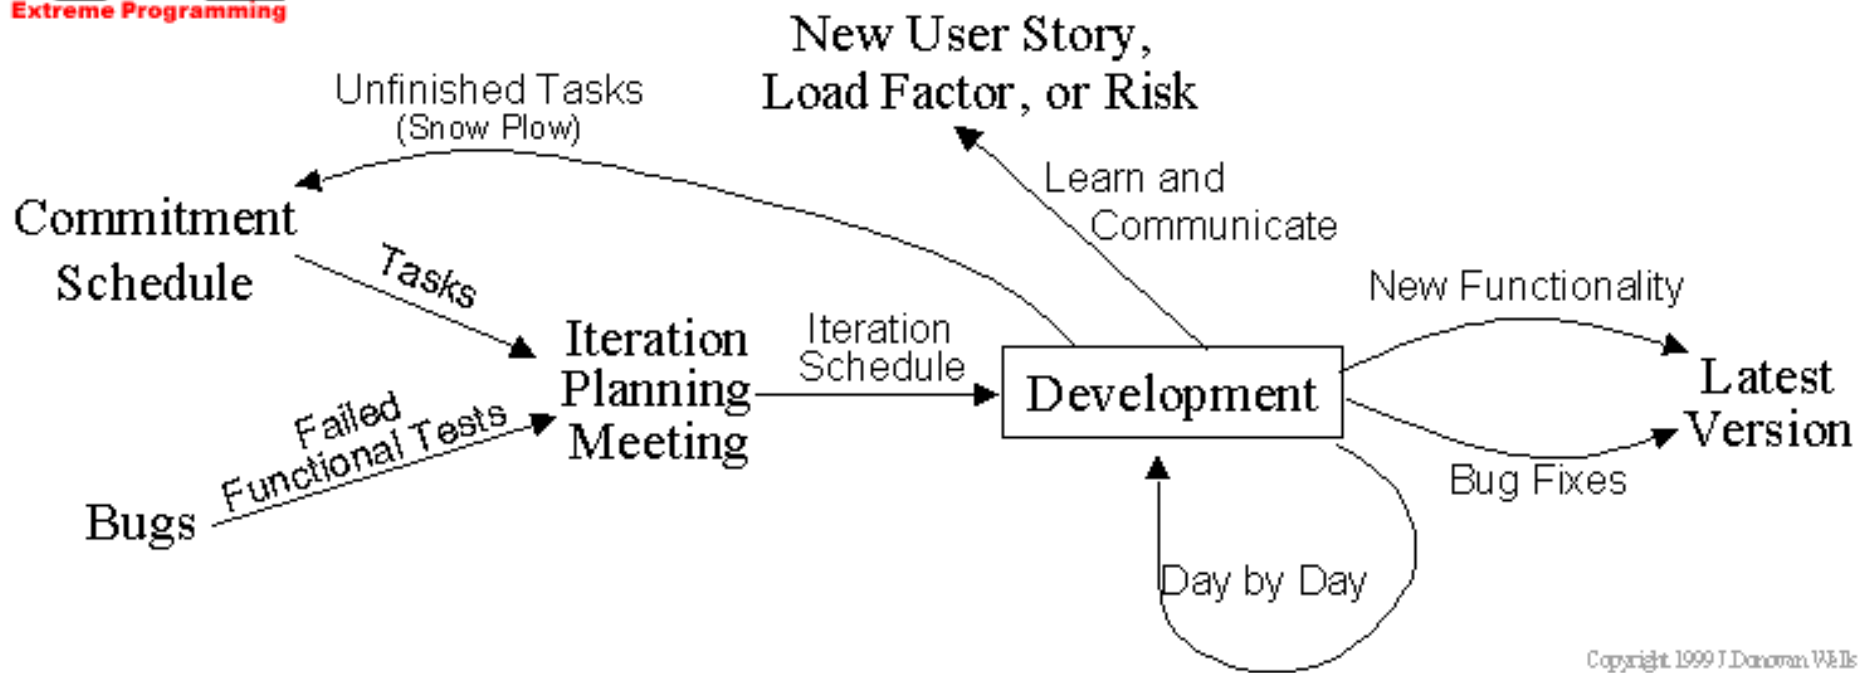 Extreme Programming
New User Story,
Load Factor, or Risk
Unfinished Tasks
(Snow Plow)
Learn and
Communicate
Commitment
Schedule
Tasks
New Functionality
Iteration
Planning
Meeting
Iteration
Schedule
Development
Latest
Version
Failed
Functional Tests
Bug Fixes
Bugs
Day by Day
Copyright 1999 J. Donovan Wells